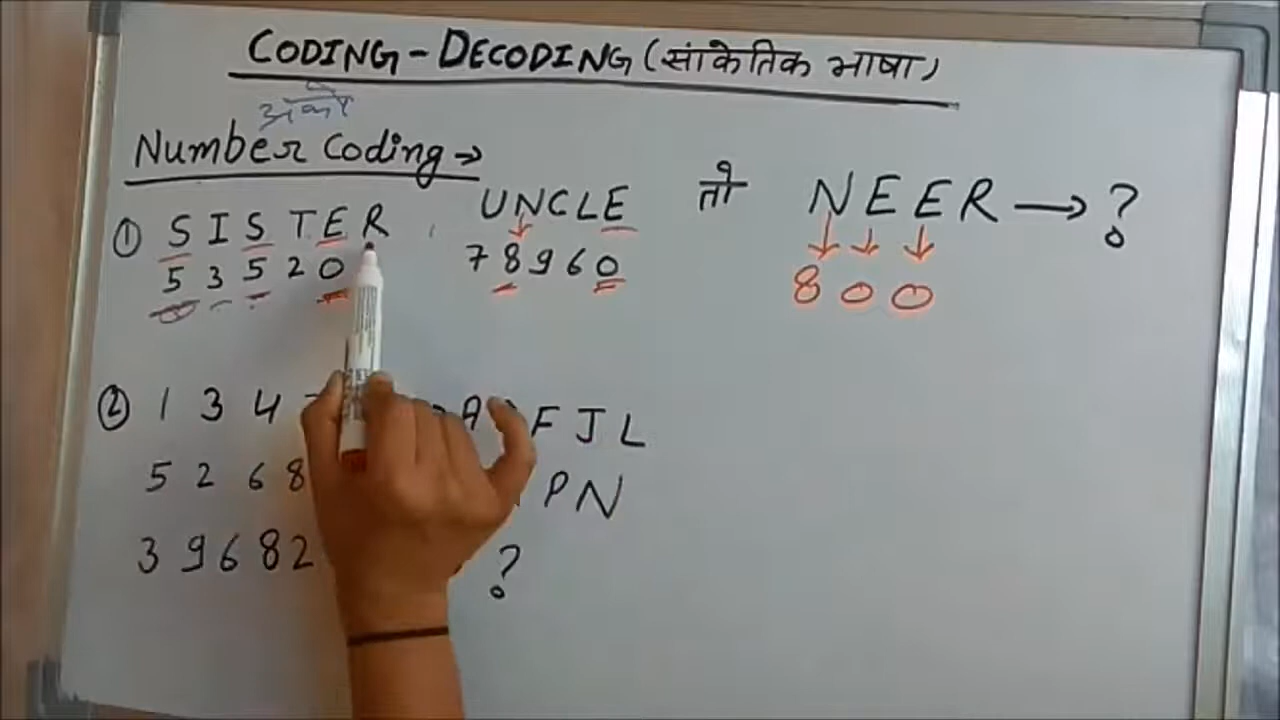 CODING - DECODING (सांकेतिक भाषा)
Number Coding →
① S I S T E R , UNCLE तो NEER → ?
5 3 5 2 0 7 8 9 6 0 8 0 0
② 1 3 4 A F J L
5 2 6 8 P N
3 9 6 8 2 ?